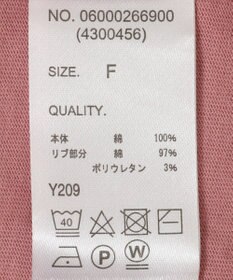 NO. 06000266900
(4300456)
SIZE. F
QUALITY.
本体 綿 100%
リブ部分 綿 97%
ポリウレタン 3%
Y209
40
P W